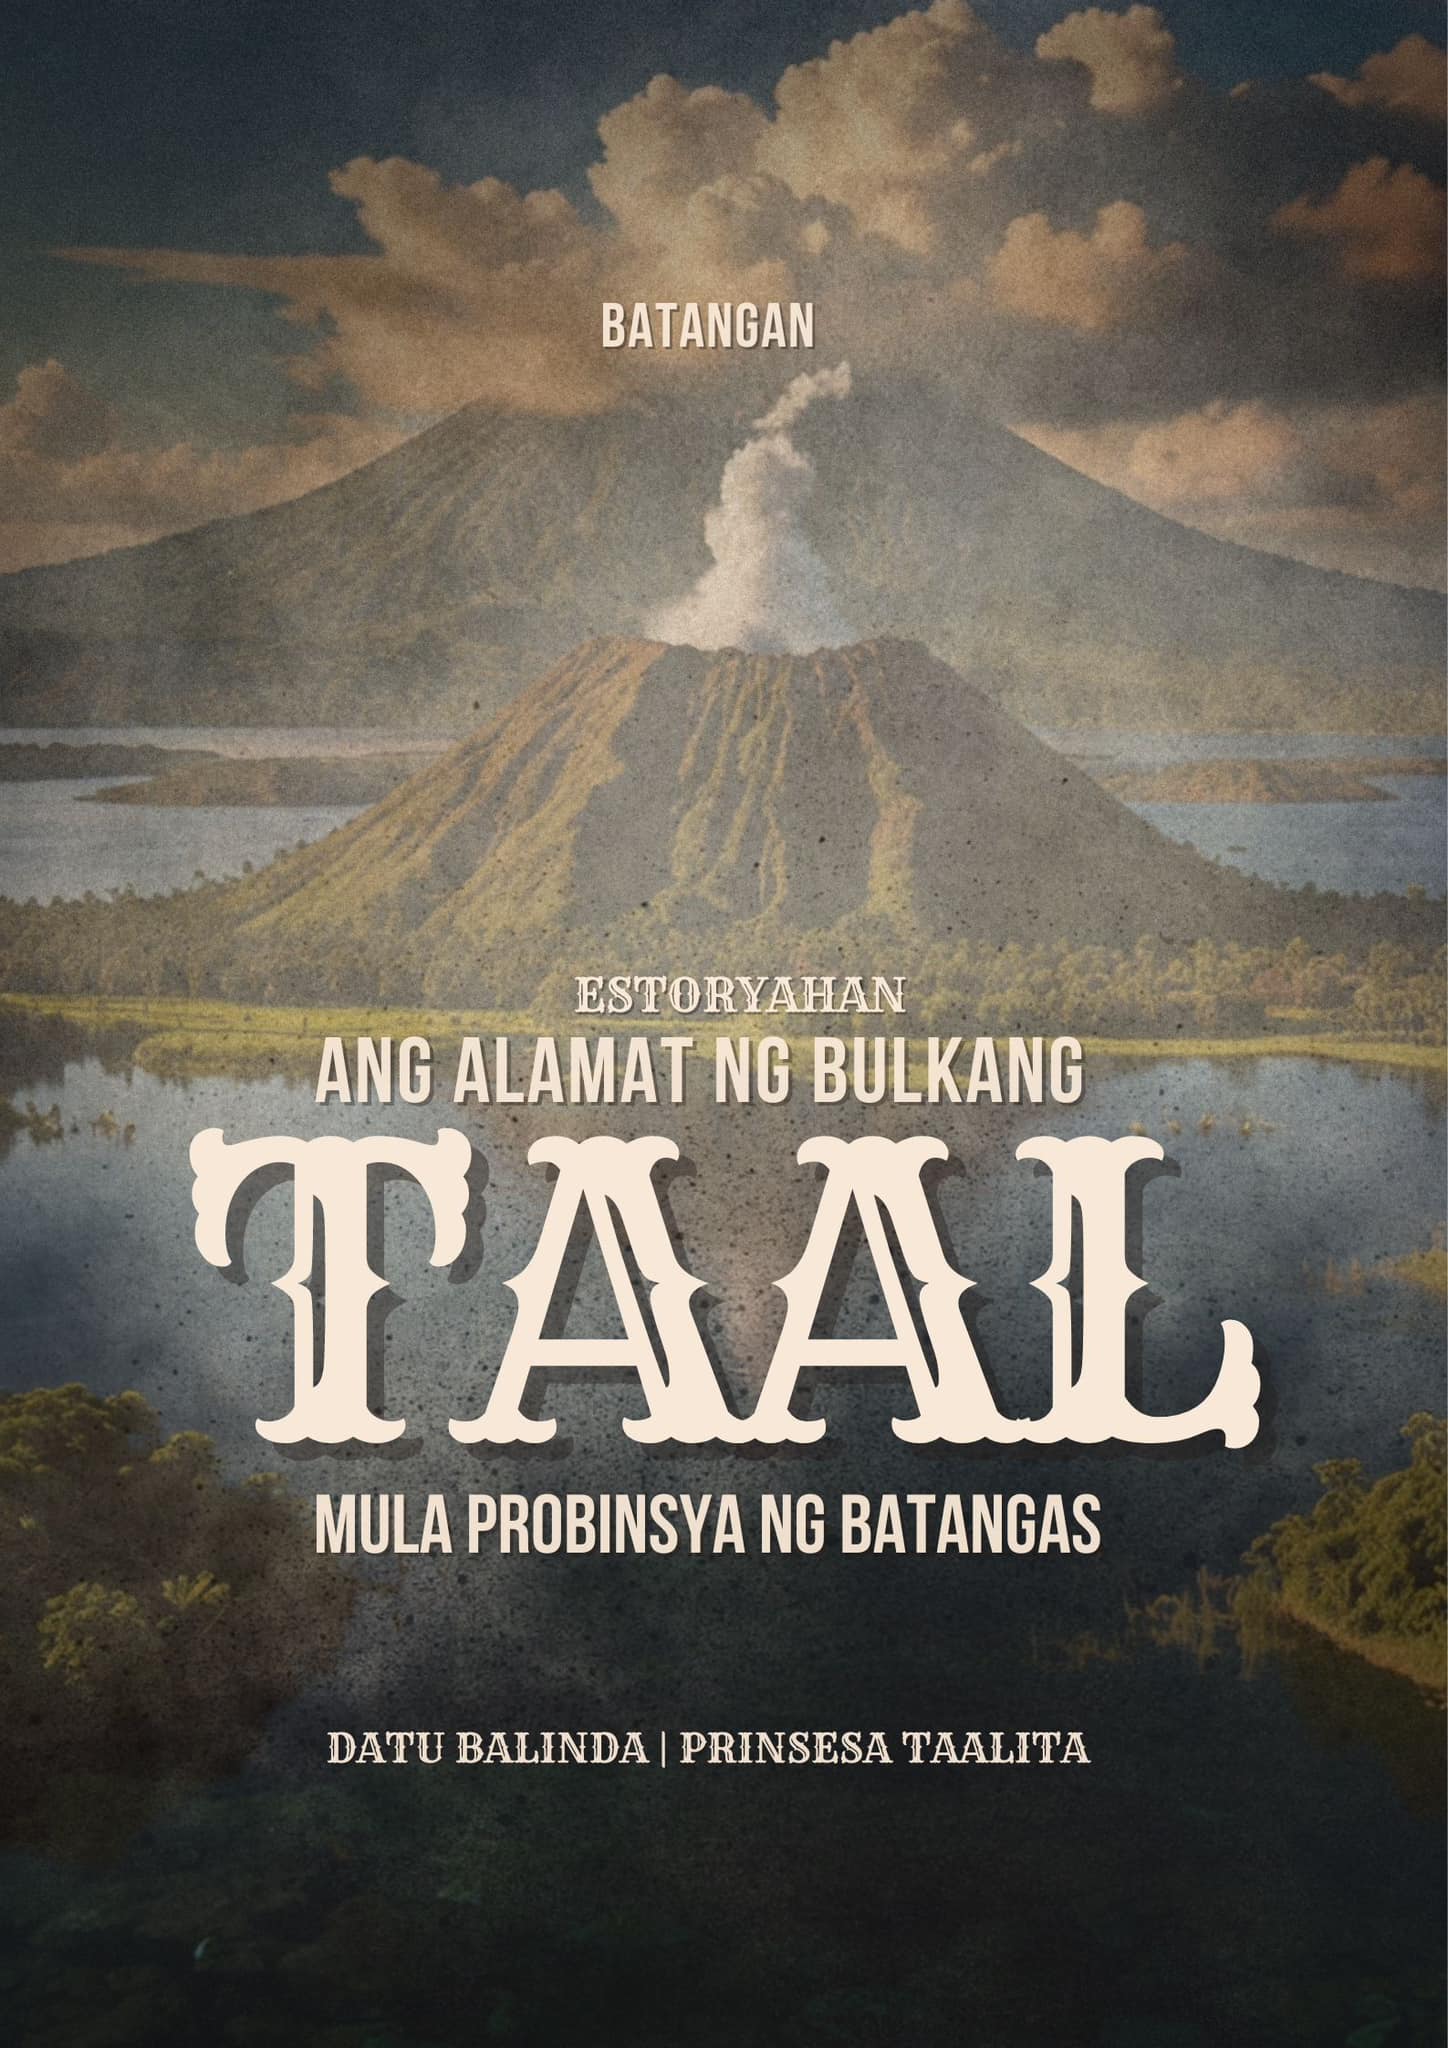 BATANGAN
ESTORYAHAN
ANG ALAMAT NG BULKANG
TAAL
MULA PROBINSYA NG BATANGAS
DATU BALINDA | PRINSESA TAALITA